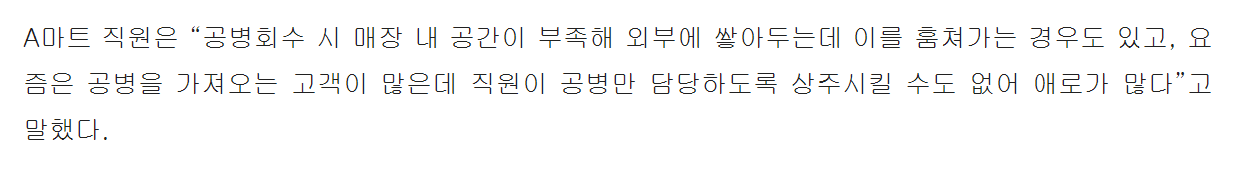 A마트 직원은 “공병회수 시 매장 내 공간이 부족해 외부에 쌓아두는데 이를 훔쳐가는 경우도 있고, 요
즘은 공병을 가져오는 고객이 많은데 직원이 공병만 담당하도록 상주시킬 수도 없어 애로가 많다”고
말했다.